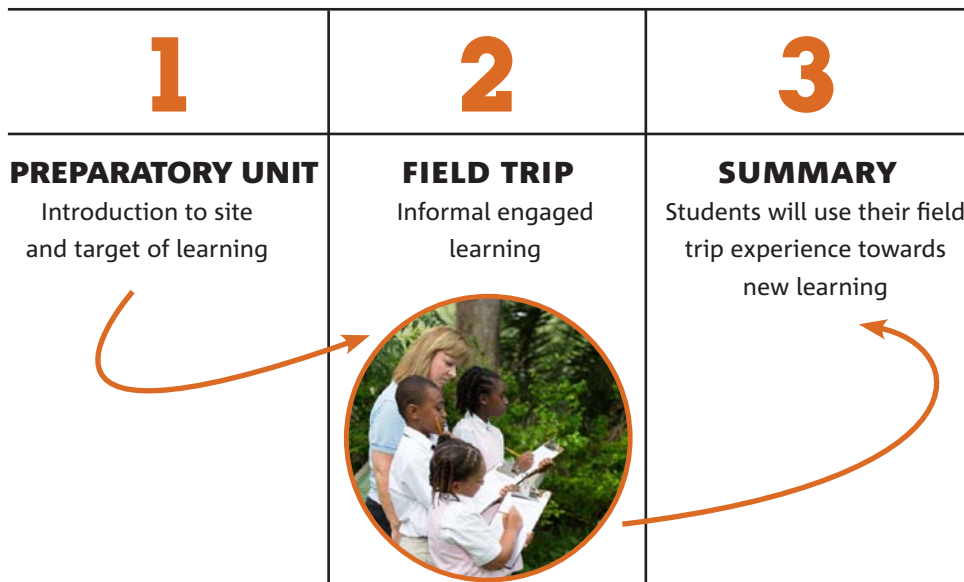 1
2
3
PREPARATORY UNIT
Introduction to site
and target of learning
FIELD TRIP
Informal engaged
learning
SUMMARY
Students will use their field
trip experience towards
new learning